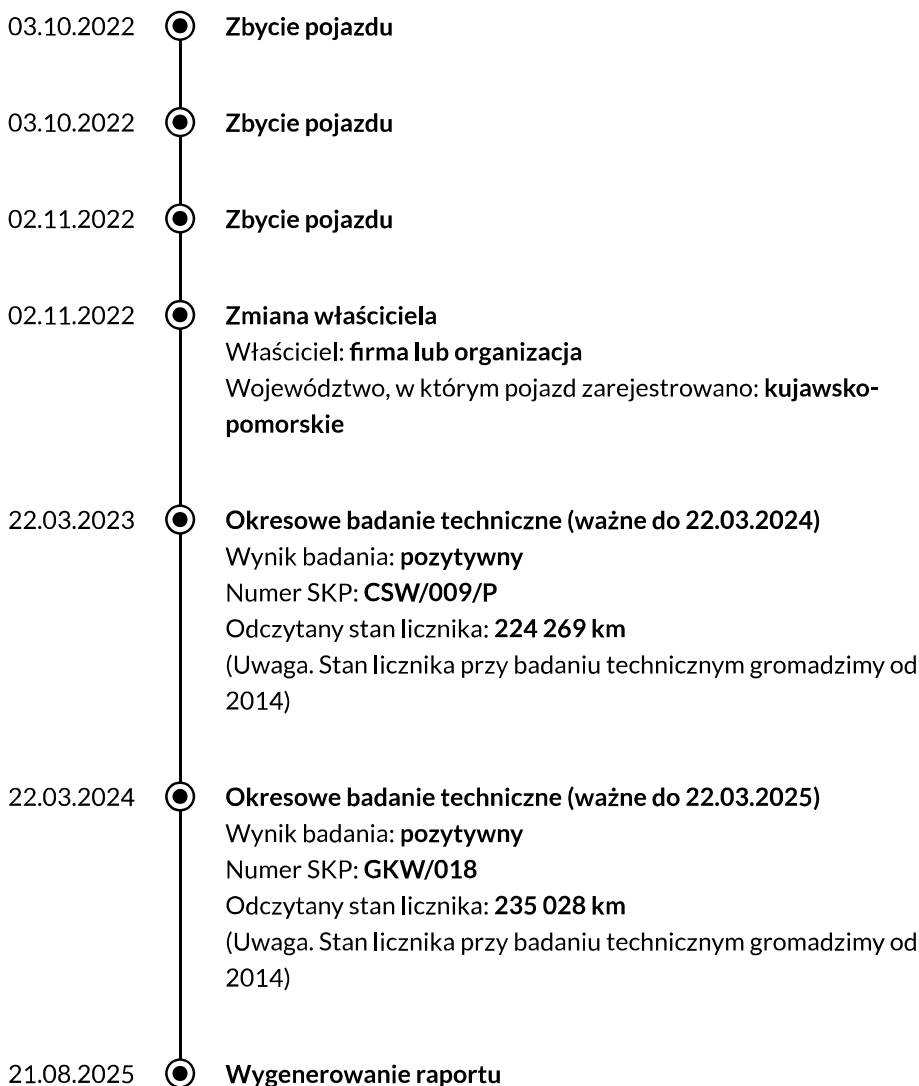 03.10.2022 Zbycie pojazdu
03.10.2022 Zbycie pojazdu
02.11.2022 Zbycie pojazdu
02.11.2022 Zmiana właściciela
Właściciel: firma lub organizacja
Województwo, w którym pojazd zarejestrowano: kujawsko-
pomorskie
22.03.2023 Okresowe badanie techniczne (ważne do 22.03.2024)
Wynik badania: pozytywny
Numer SKP: CSW/009/P
Odczytany stan licznika: 224 269 km
(Uwaga. Stan licznika przy badaniu technicznym gromadzimy od
2014)
22.03.2024 Okresowe badanie techniczne (ważne do 22.03.2025)
Wynik badania: pozytywny
Numer SKP: GKW/018
Odczytany stan licznika: 235 028 km
(Uwaga. Stan licznika przy badaniu technicznym gromadzimy od
2014)
21.08.2025 Wygenerowanie raportu